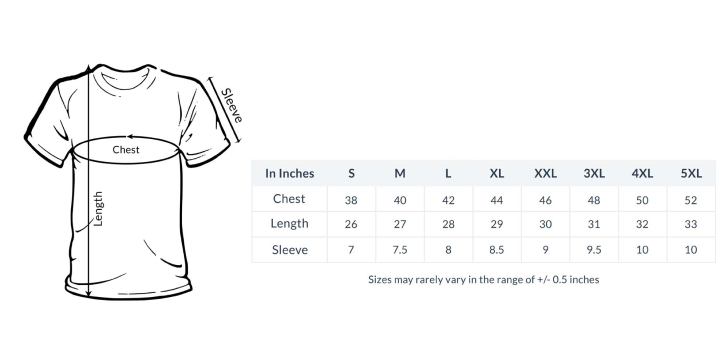 Sleeve
Chest
Length
In Inches S M L XL XXL 3XL 4XL 5XL
Chest 38 40 42 44 46 48 50 52
Length 26 27 28 29 30 31 32 33
Sleeve 7 7.5 8 8.5 9 9.5 10 10
Sizes may rarely vary in the range of +/- 0.5 inches